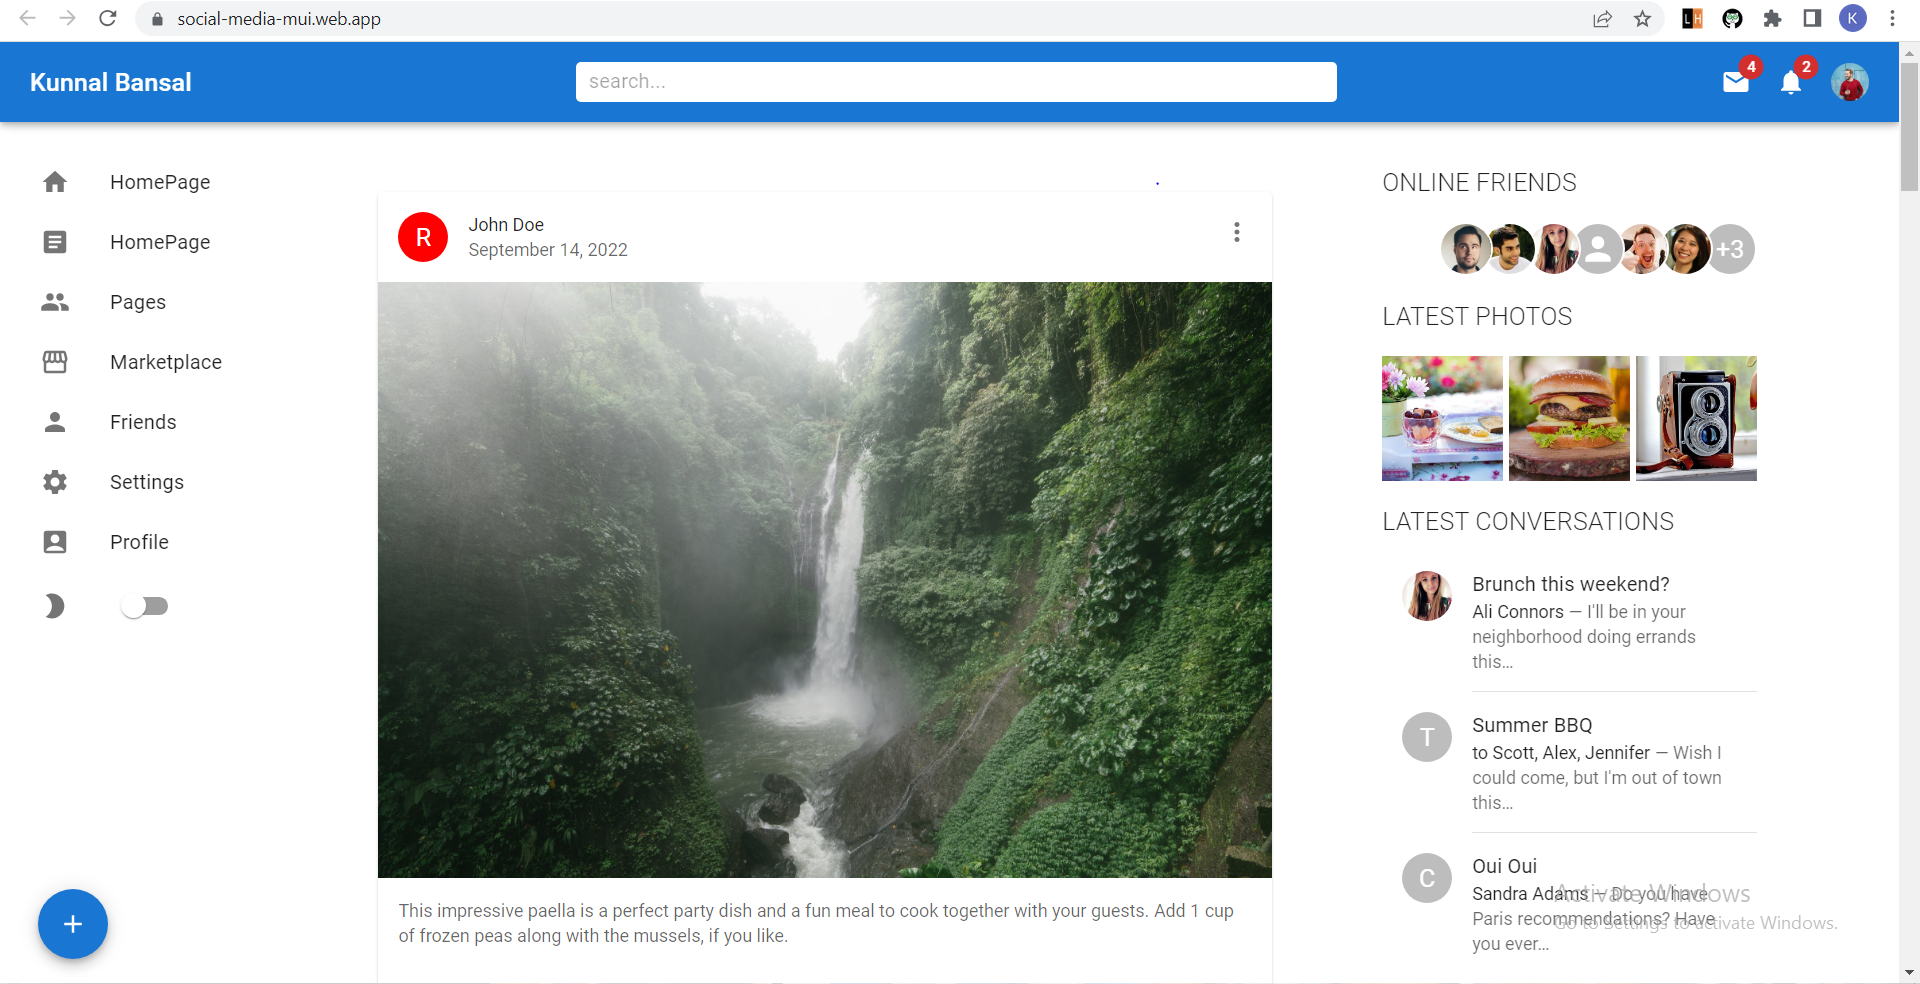 social-media-mui.web.app
LH
K
Kunnal Bansal
search...
4
2
HomePage
HomePage
Pages
Marketplace
Friends
Settings
Profile
R
John Doe
September 14, 2022
This impressive paella is a perfect party dish and a fun meal to cook together with your guests. Add 1 cup
of frozen peas along with the mussels, if you like.
ONLINE FRIENDS
+3
LATEST PHOTOS
LATEST CONVERSATIONS
Brunch this weekend?
Ali Connors — I'll be in your
neighborhood doing errands
this…
T
Summer BBQ
to Scott, Alex, Jennifer — Wish I
could come, but I'm out of town
this…
C
Oui Oui
Sandra Adams — Do you have
Paris recommendations? Have
you ever…
Activate Windows
Go to Settings to activate Windows.